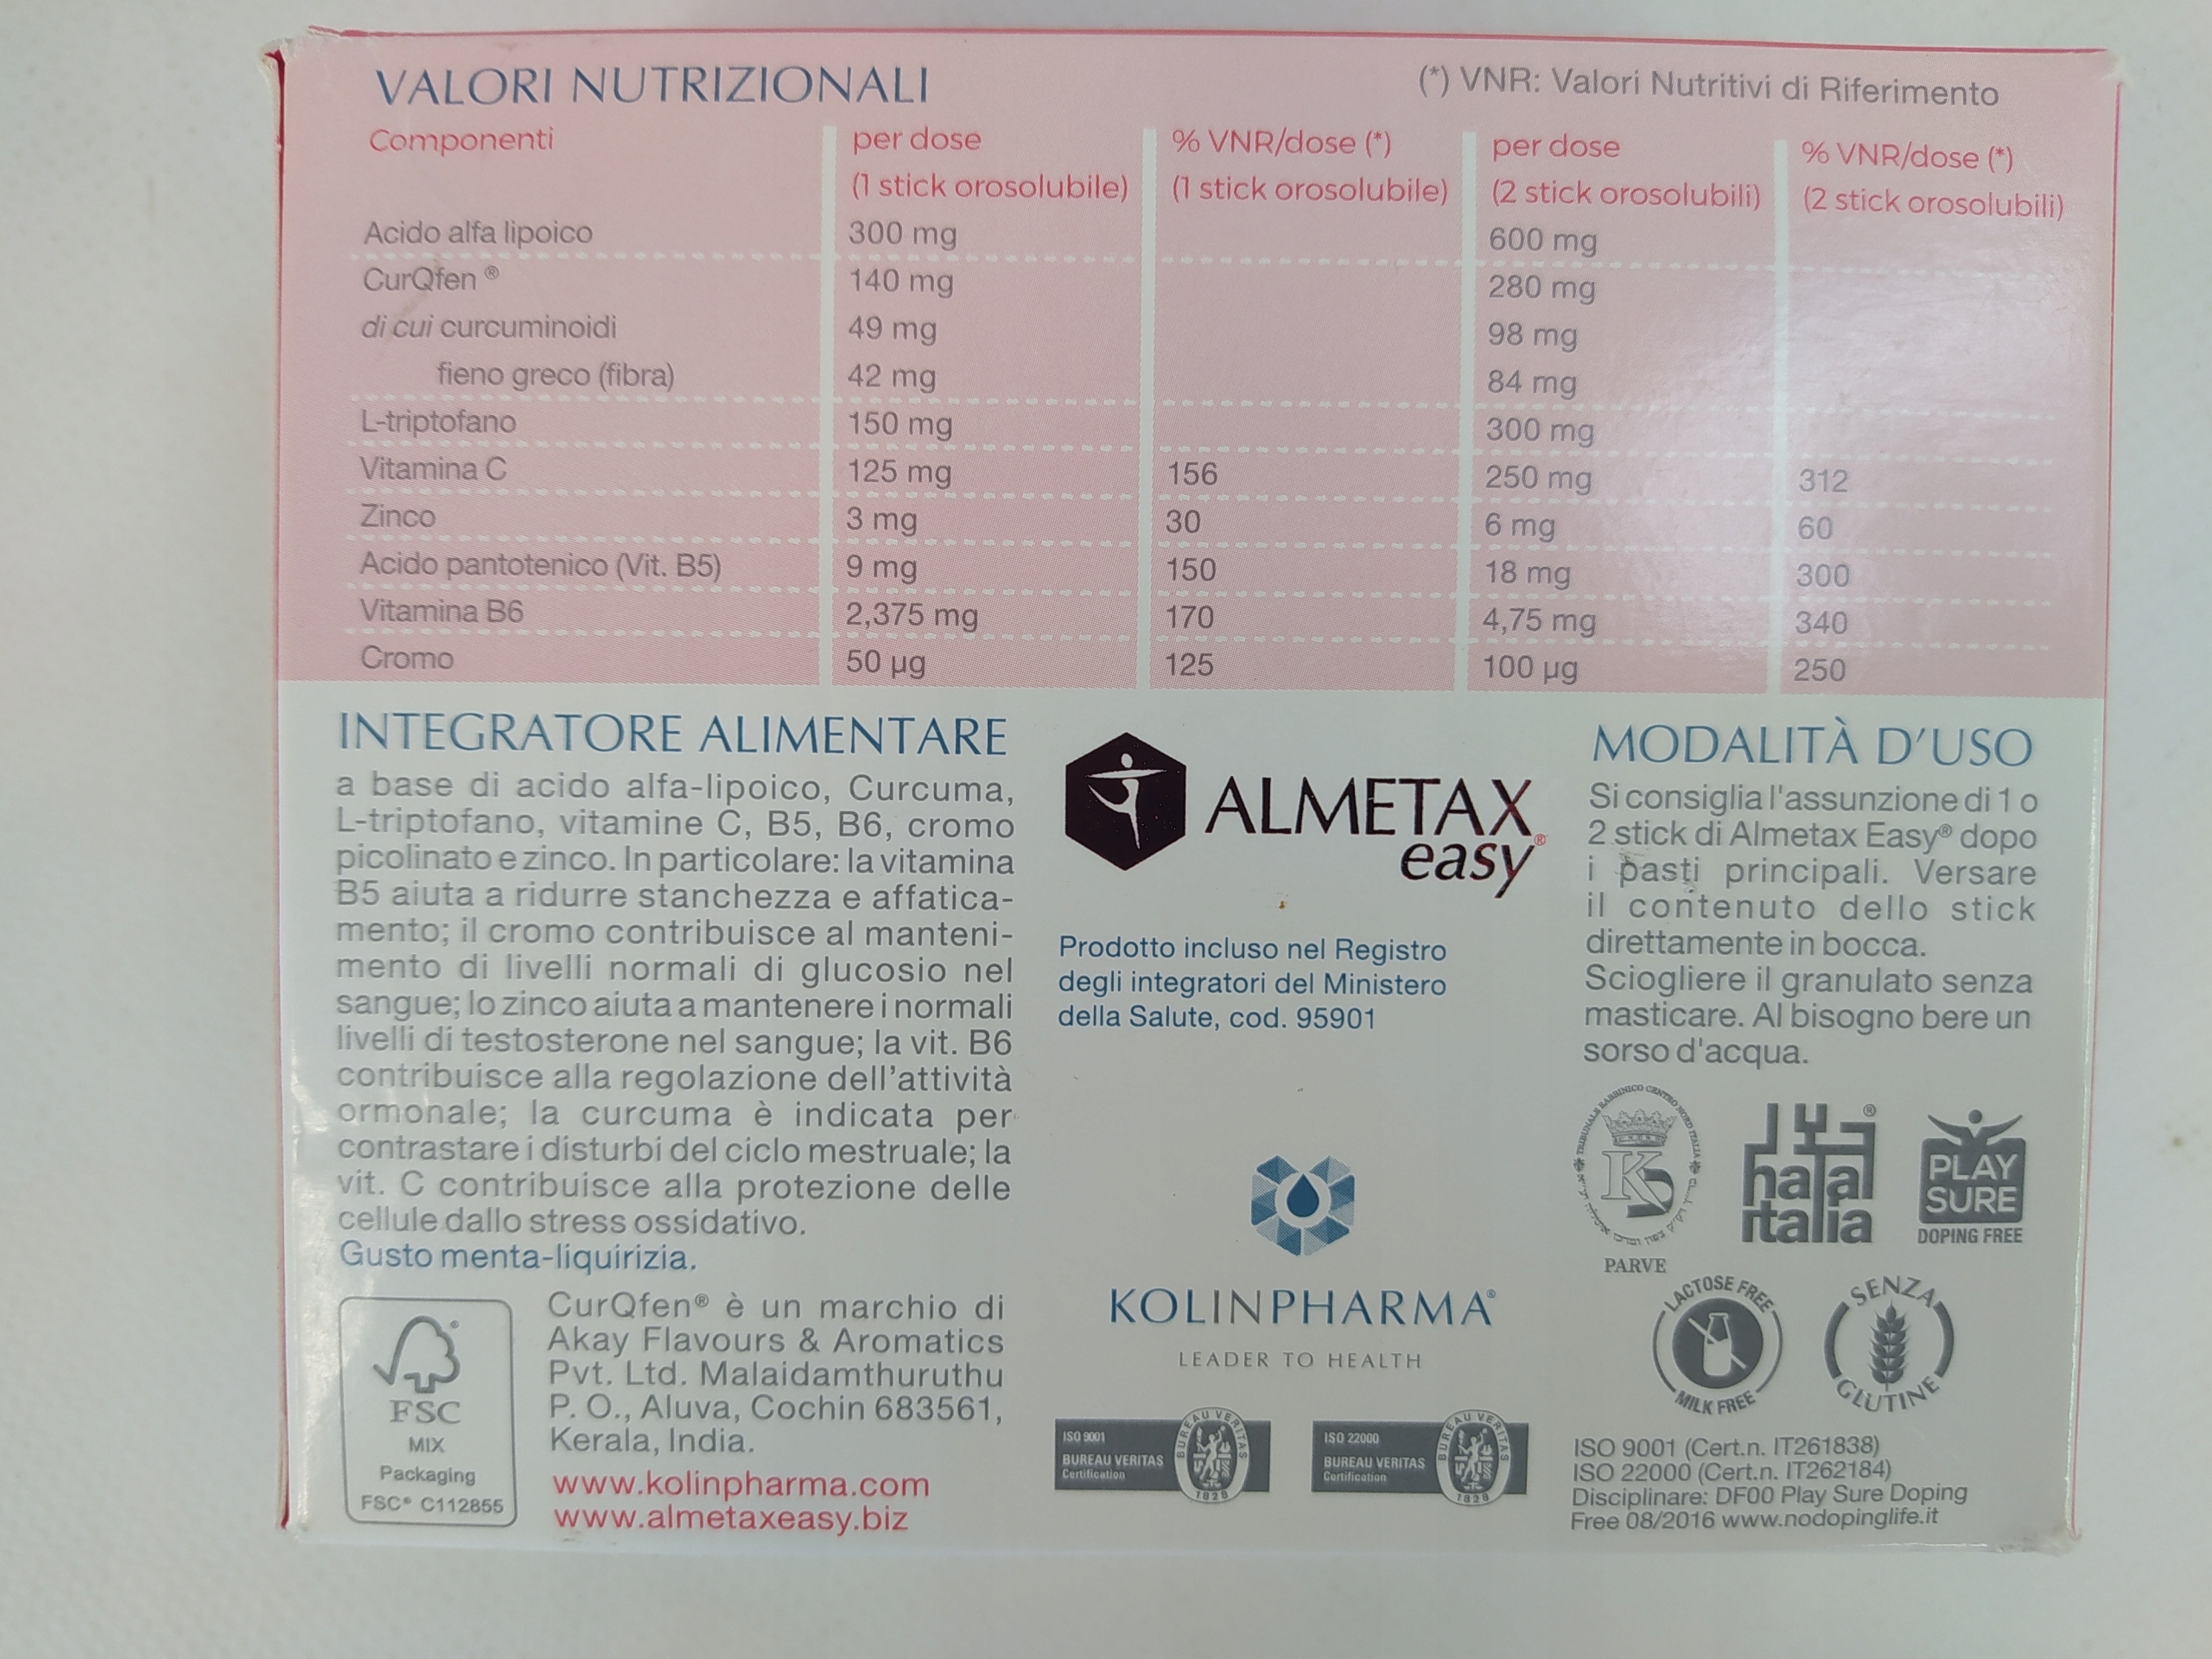 VALORI NUTRIZIONALI
(*) VNR: Valori Nutritivi di Riferimento
Componenti per dose % VNR/dose (*) per dose % VNR/dose (*)
(1 stick orosolubile) (1 stick orosolubile) (2 stick orosolubili) (2 stick orosolubili)
Acido alfa lipoico 300 mg 600 mg
CurQfen ® 140 mg 280 mg
di cui curcuminoidi 49 mg 98 mg
fieno greco (fibra) 42 mg 84 mg
L-triptofano 150 mg 300 mg
Vitamina C 125 mg 156 250 mg 312
Zinco 3 mg 30 6 mg 60
Acido pantotenico (Vit. B5) 9 mg 150 18 mg 300
Vitamina B6 2,375 mg 170 4,75 mg 340
Cromo 50 µg 125 100 µg 250
INTEGRATORE ALIMENTARE
a base di acido alfa-lipoico, Curcuma,
L-triptofano, vitamine C, B5, B6, cromo
picolinato e zinco. In particolare: la vitamina
B5 aiuta a ridurre stanchezza e affatica-
mento; il cromo contribuisce al manteni-
mento di livelli normali di glucosio nel
sangue; lo zinco aiuta a mantenere i normali
livelli di testosterone nel sangue; la vit. B6
contribuisce alla regolazione dell'attività
ormonale; la curcuma è indicata per
contrastare i disturbi del ciclo mestruale; la
vit. C contribuisce alla protezione delle
cellule dallo stress ossidativo.
Gusto menta-liquirizia.
FSC
MIX
Packaging
FSC® C112855
CurQfen® è un marchio di
Akay Flavours & Aromatics
Pvt. Ltd. Malaidamthuruthu
P. O., Aluva, Cochin 683561,
Kerala, India.
www.kolinpharma.com
www.almetaxeasy.biz
ALMETAX
easy®
Prodotto incluso nel Registro
degli integratori del Ministero
della Salute, cod. 95901
KOLINPHARMA®
LEADER TO HEALTH
ISO 9001
BUREAU VERITAS
Certification
BUREAU VERITAS
1828
ISO 22000
BUREAU VERITAS
Certification
BUREAU VERITAS
1828
MODALITÀ D'USO
Si consiglia l'assunzione di 1 o
2 stick di Almetax Easy® dopo
i pasti principali. Versare
il contenuto dello stick
direttamente in bocca.
Sciogliere il granulato senza
masticare. Al bisogno bere un
sorso d'acqua.
TRIBUNALE RABBINICO CENTRO NORD ITALIA
K
PARVE
حلال®
halal
italia
PLAY
SURE
DOPING FREE
LACTOSE FREE
MILK FREE
SENZA
GLUTINE
ISO 9001 (Cert.n. IT261838)
ISO 22000 (Cert.n. IT262184)
Disciplinare: DF00 Play Sure Doping
Free 08/2016 www.nodopinglife.it